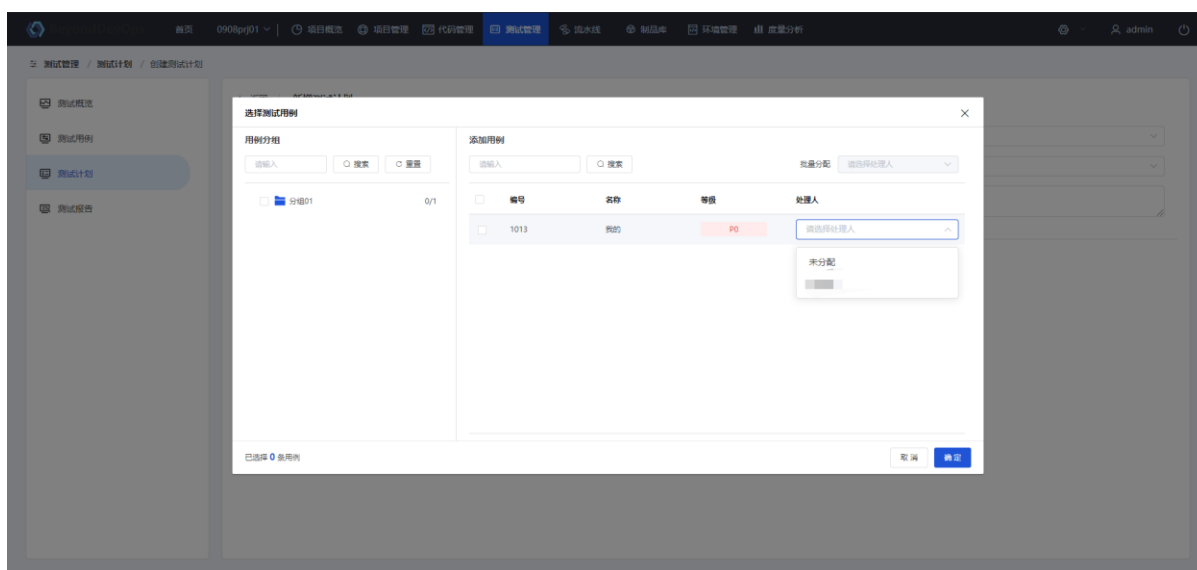 首页 0908prj01 项目概览 项目管理 代码管理 测试管理 流水线 制品库 环境管理 度量分析 admin
测试管理 / 测试计划 / 创建测试计划
测试概览
测试用例
测试计划
测试报告
选择测试用例
用例分组 添加用例
请输入 搜索 重置 请输入 搜索 批量分配 请选择处理人
分组01 0/1
编号 名称 等级 处理人
1013 我的 P0 请选择处理人
未分配
已选择 0 条用例 取消 确定